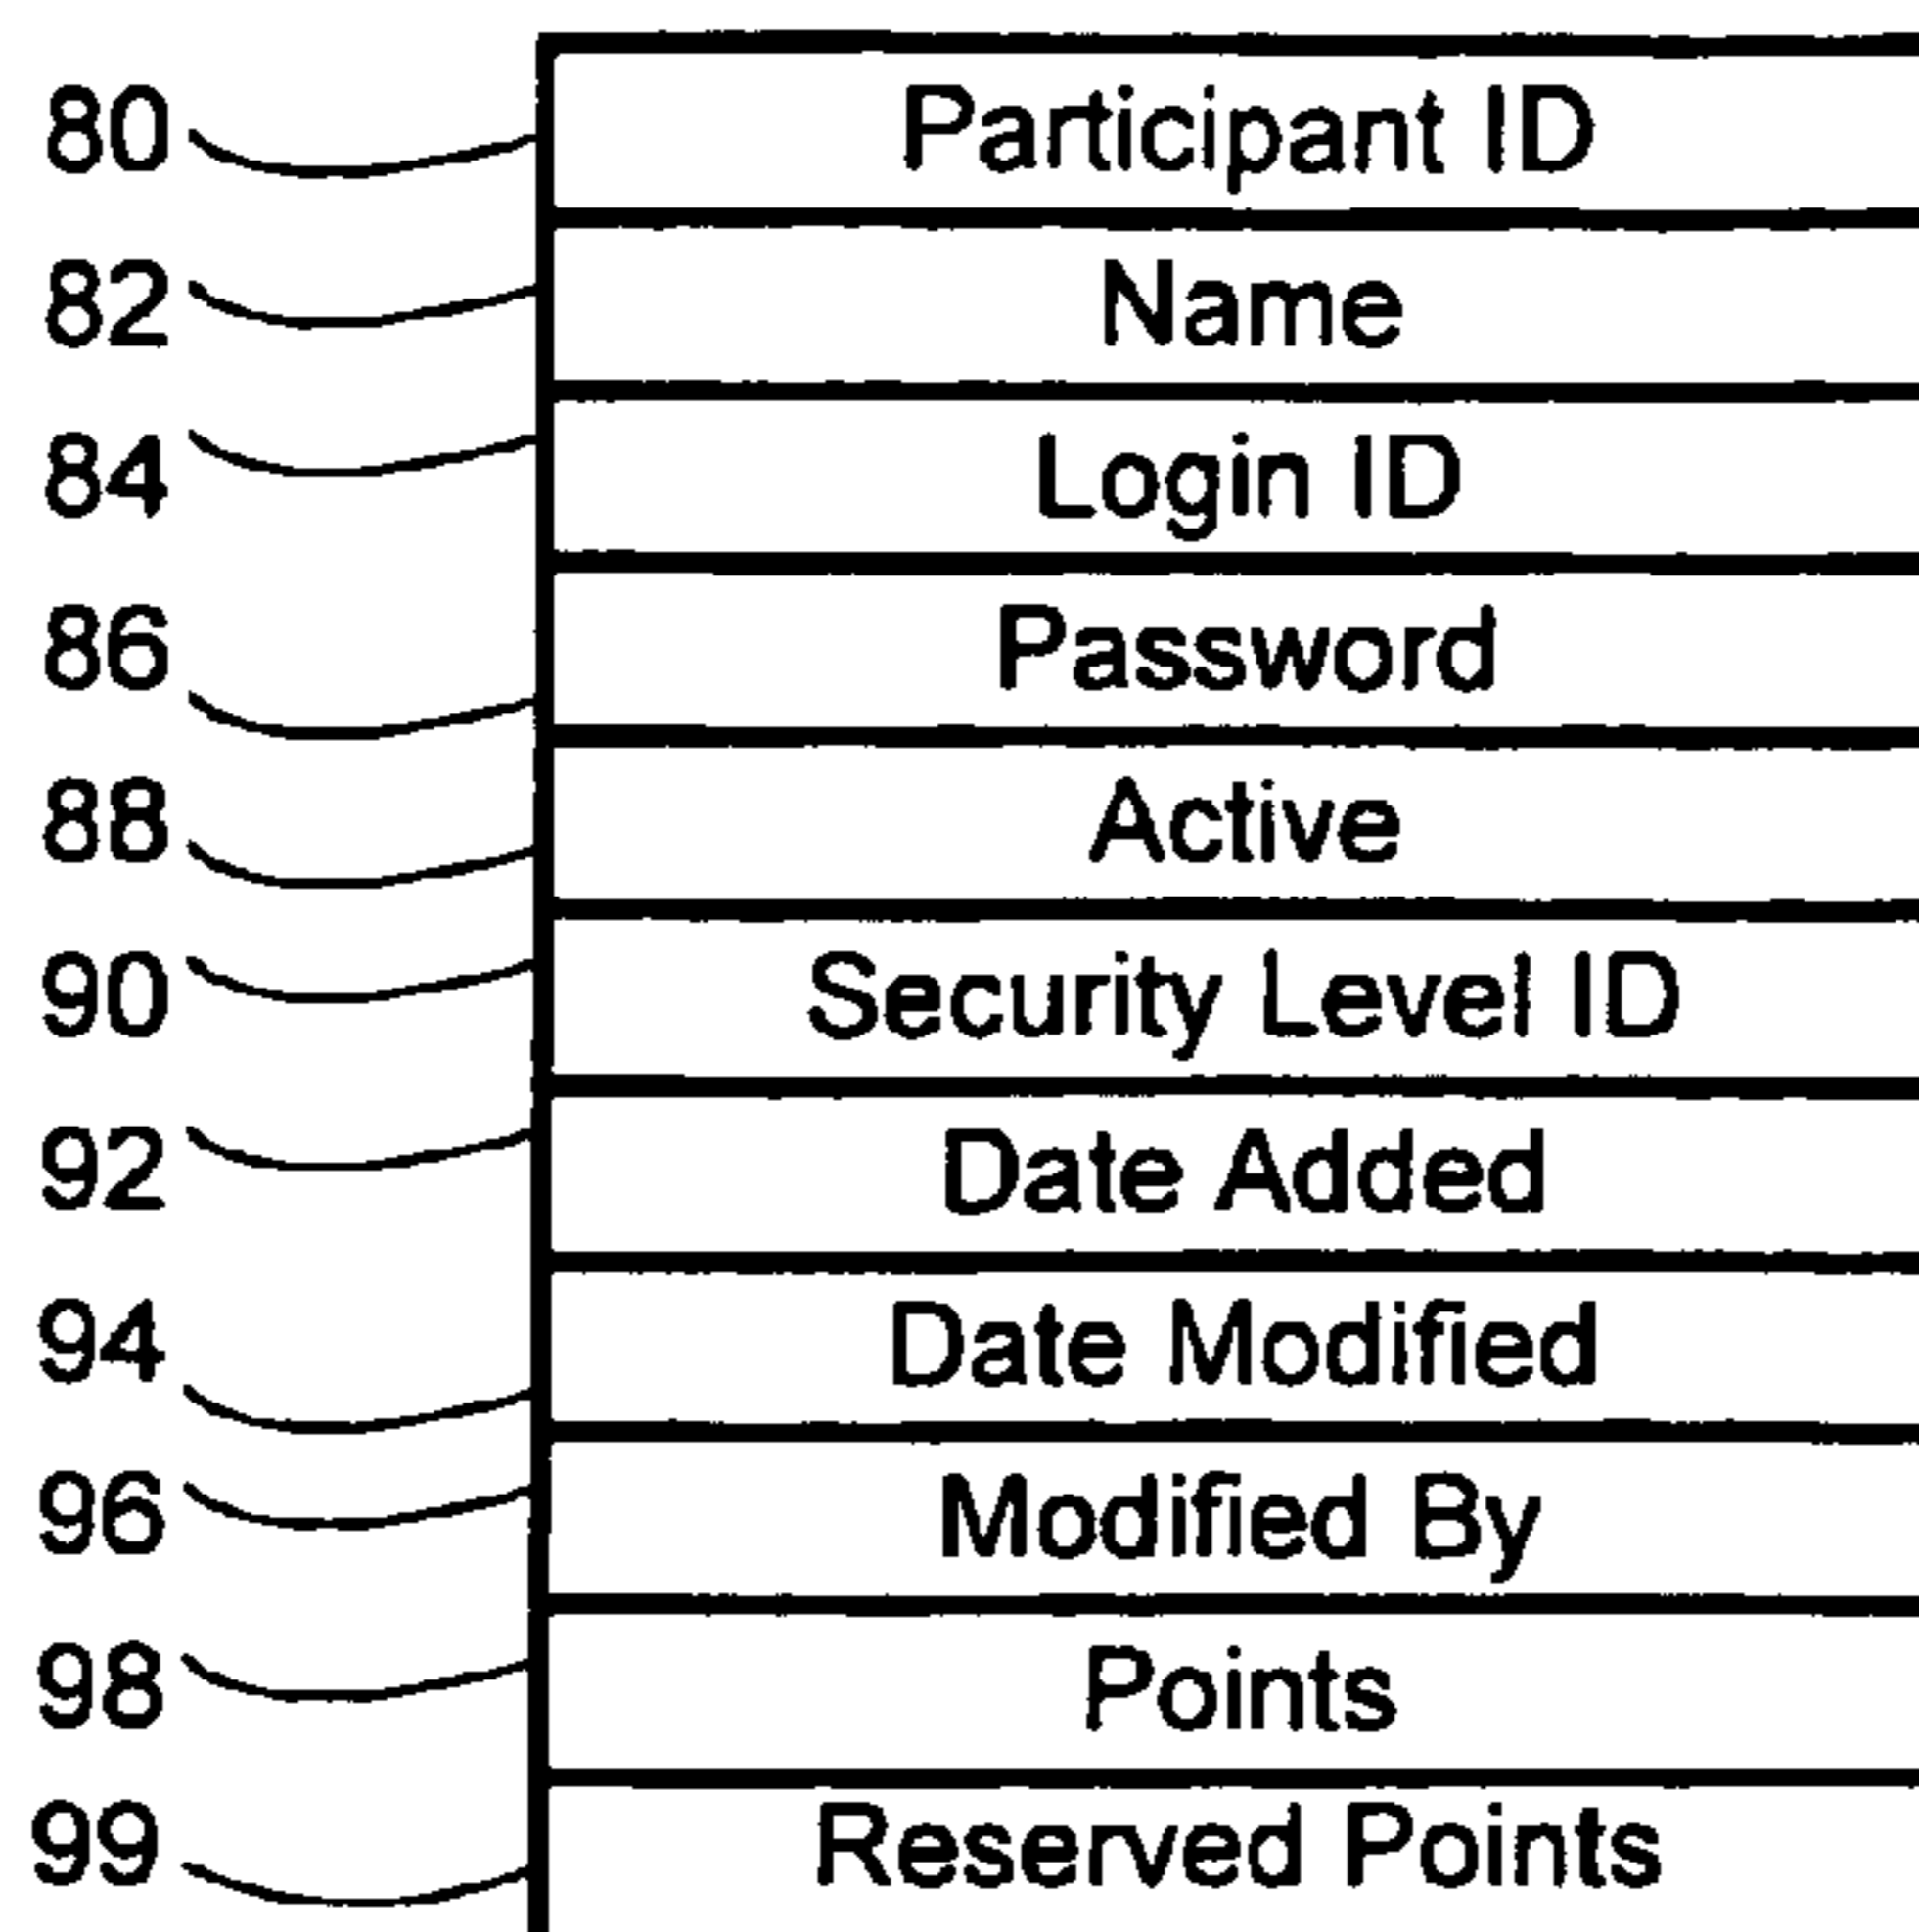 80 Participant ID
82 Name
84 Login ID
86 Password
88 Active
90 Security Level ID
92 Date Added
94 Date Modified
96 Modified By
98 Points
99 Reserved Points